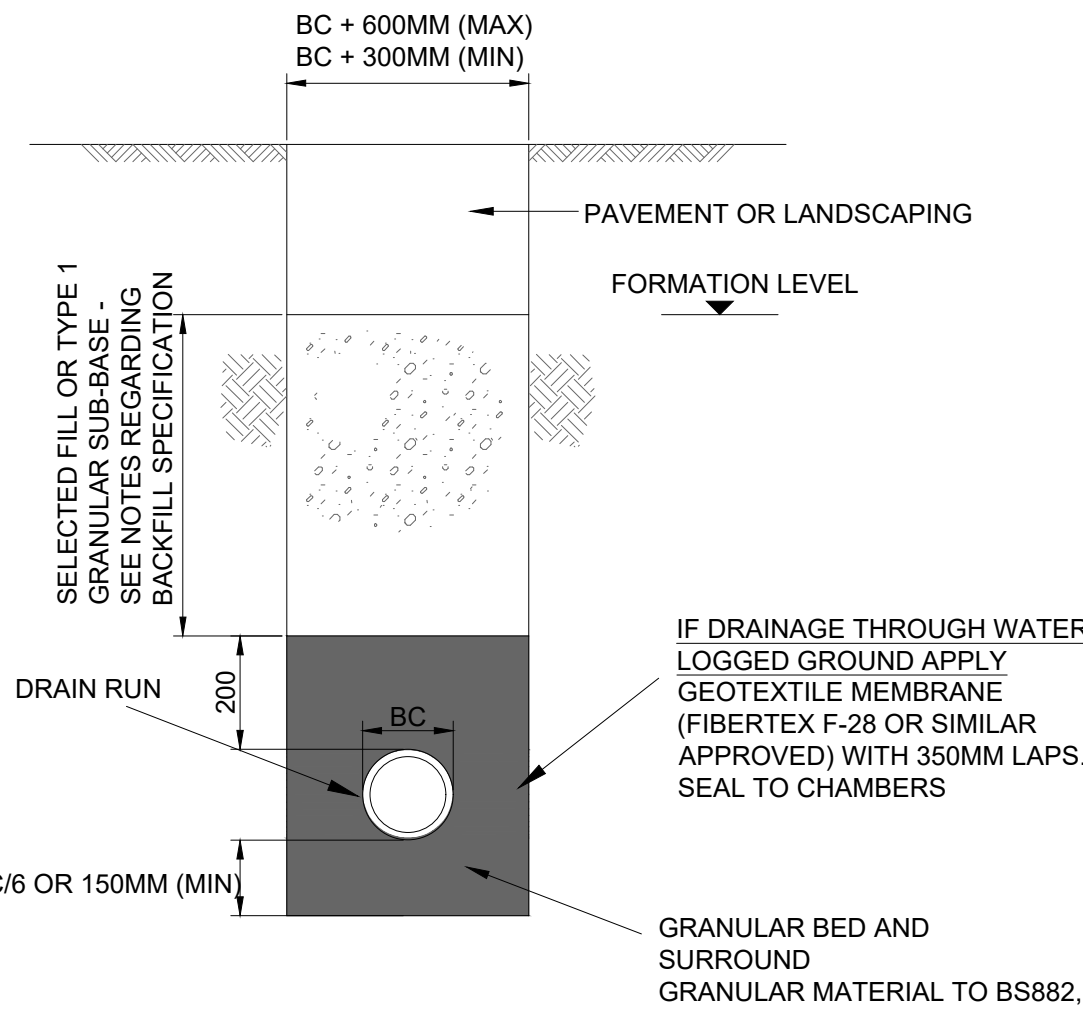 BC + 600MM (MAX)
BC + 300MM (MIN)
PAVEMENT OR LANDSCAPING
FORMATION LEVEL
SELECTED FILL OR TYPE 1
GRANULAR SUB-BASE -
SEE NOTES REGARDING
BACKFILL SPECIFICATION
IF DRAINAGE THROUGH WATER
LOGGED GROUND APPLY
GEOTEXTILE MEMBRANE
(FIBERTEX F-28 OR SIMILAR
APPROVED) WITH 350MM LAPS.
SEAL TO CHAMBERS
DRAIN RUN
200
BC
C/6 OR 150MM (MIN)
GRANULAR BED AND
SURROUND
GRANULAR MATERIAL TO BS882,